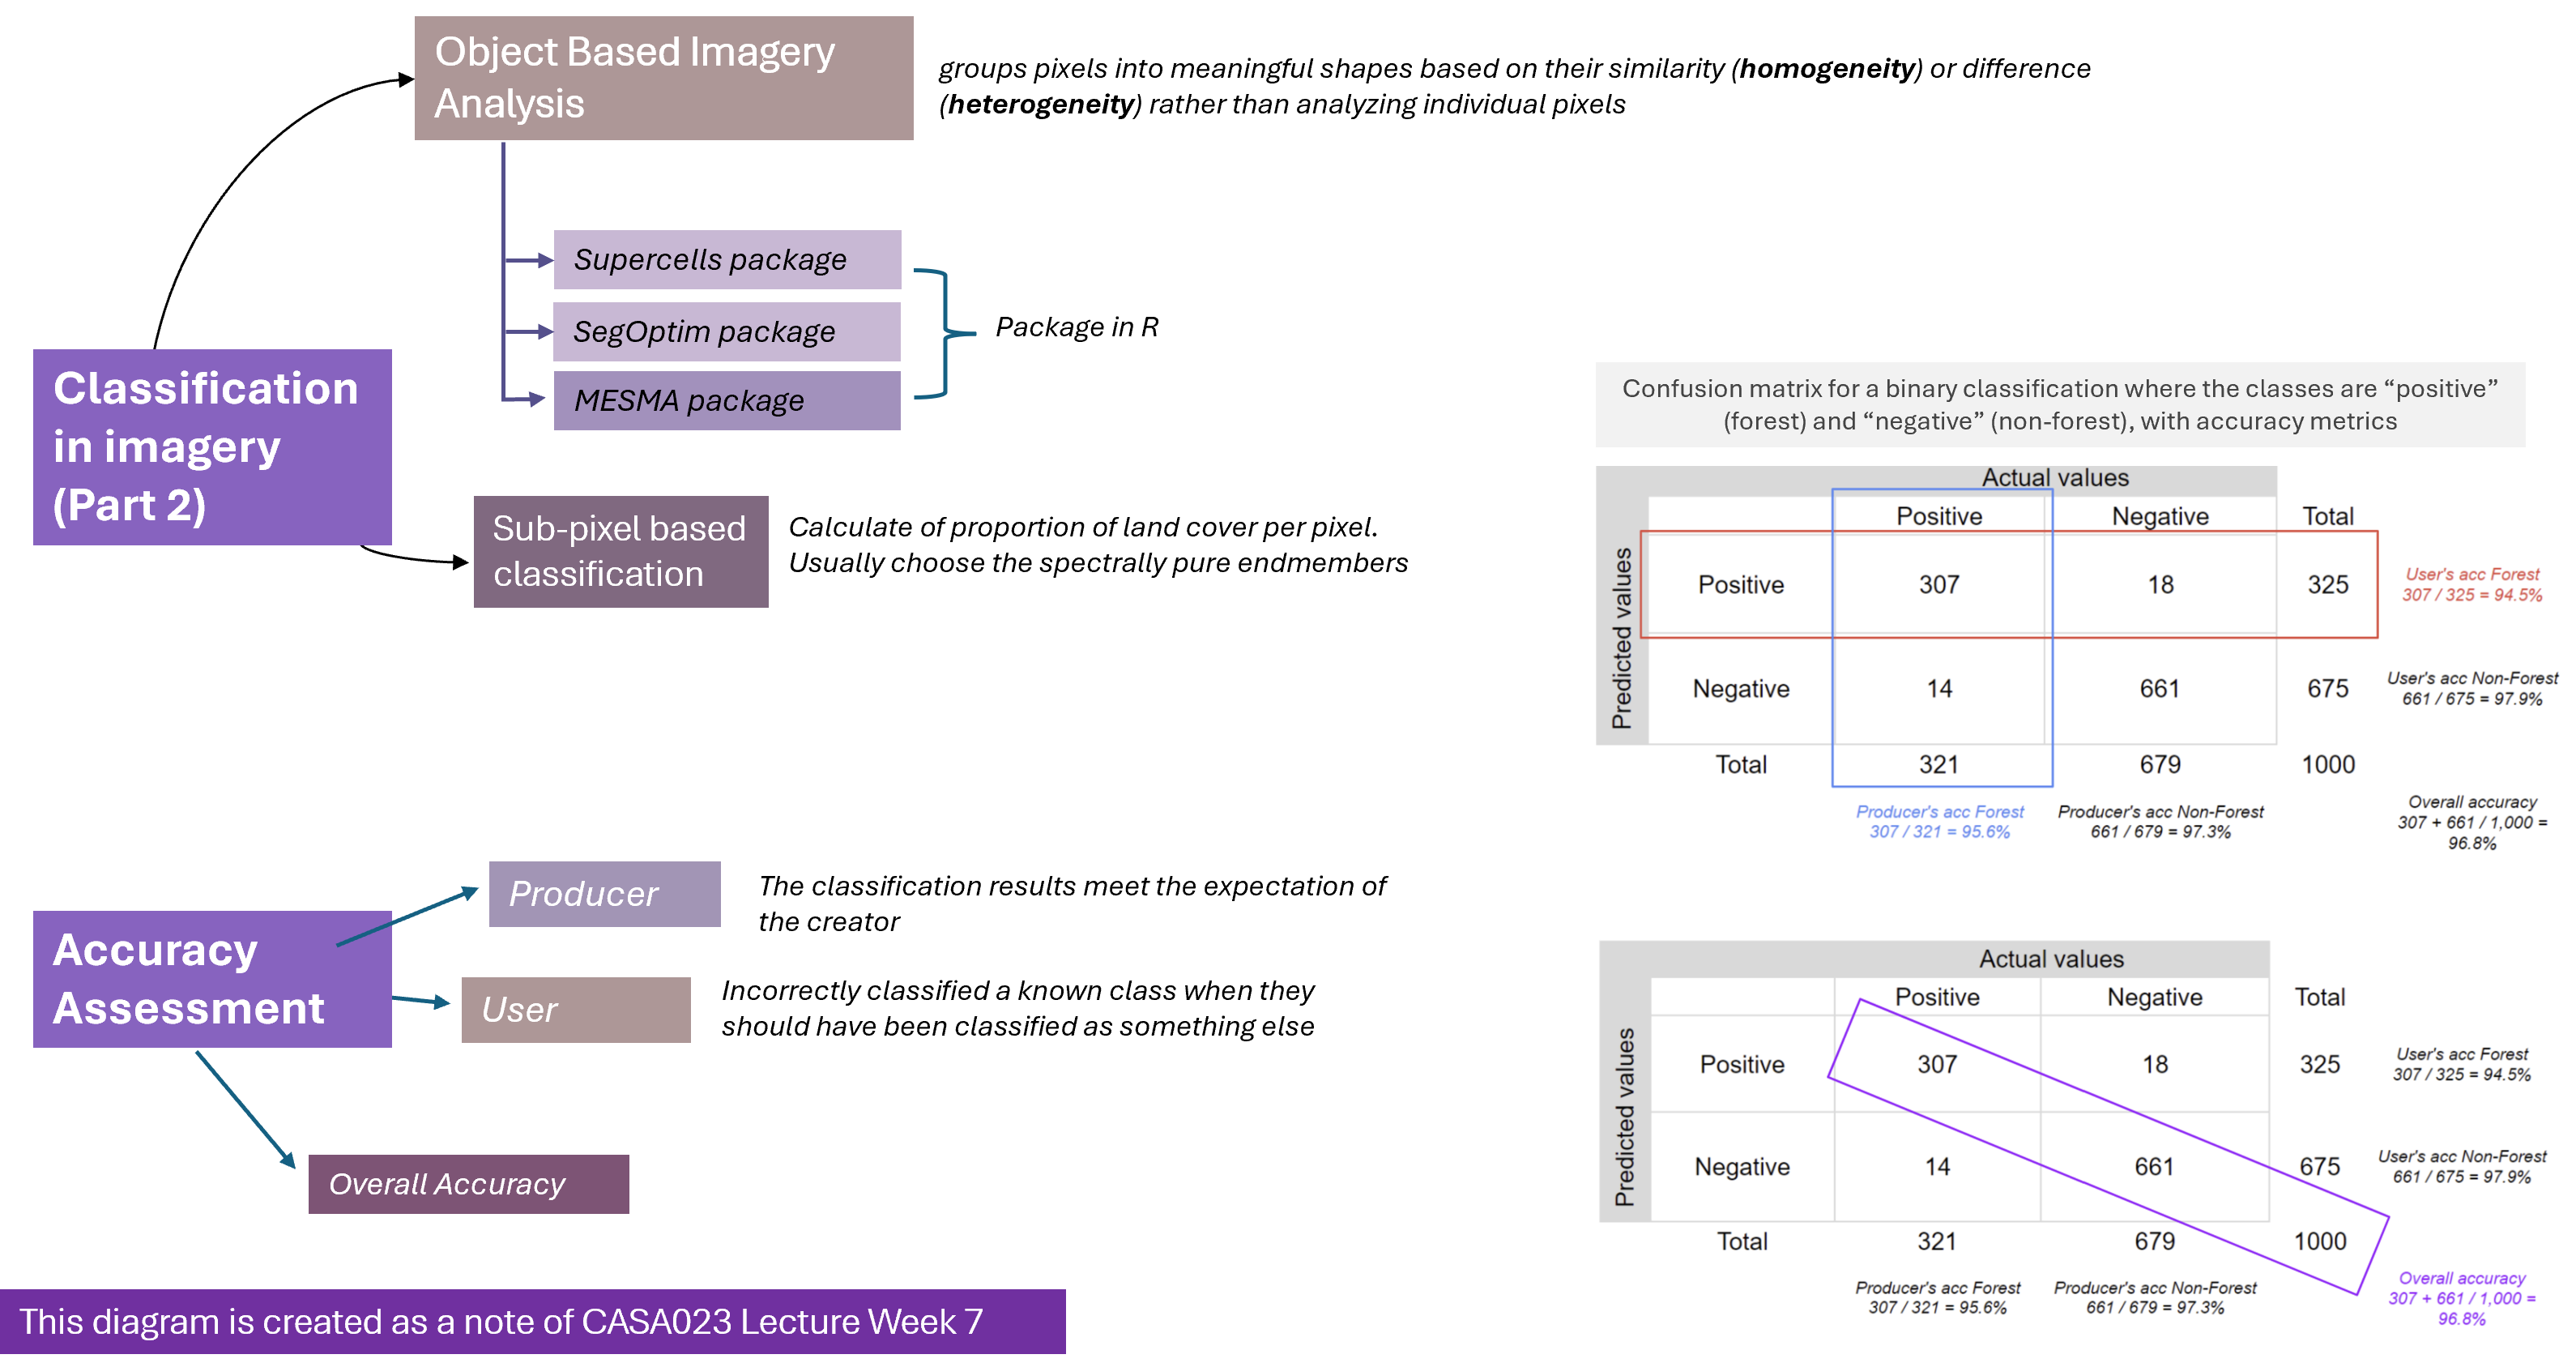 Object Based Imagery
Analysis
groups pixels into meaningful shapes based on their similarity (homogeneity) or difference
(heterogeneity) rather than analyzing individual pixels
Supercells package
SegOptim package
MESMA package
Package in R
Classification
in imagery
(Part 2)
Sub-pixel based
classification
Calculate of proportion of land cover per pixel.
Usually choose the spectrally pure endmembers
Confusion matrix for a binary classification where the classes are “positive”
(forest) and “negative” (non-forest), with accuracy metrics
Actual values
Positive Negative Total
Predicted values
Positive 307 18 325
User's acc Forest
307 / 325 = 94.5%
Negative 14 661 675
User's acc Non-Forest
661 / 675 = 97.9%
Total 321 679 1000
Producer's acc Forest
307 / 321 = 95.6%
Producer's acc Non-Forest
661 / 679 = 97.3%
Overall accuracy
307 + 661 / 1,000 =
96.8%
Accuracy
Assessment
Producer
The classification results meet the expectation of
the creator
User
Incorrectly classified a known class when they
should have been classified as something else
Overall Accuracy
Actual values
Positive Negative Total
Predicted values
Positive 307 18 325
User's acc Forest
307 / 325 = 94.5%
Negative 14 661 675
User's acc Non-Forest
661 / 675 = 97.9%
Total 321 679 1000
Producer's acc Forest
307 / 321 = 95.6%
Producer's acc Non-Forest
661 / 679 = 97.3%
Overall accuracy
307 + 661 / 1,000 =
96.8%
This diagram is created as a note of CASA023 Lecture Week 7